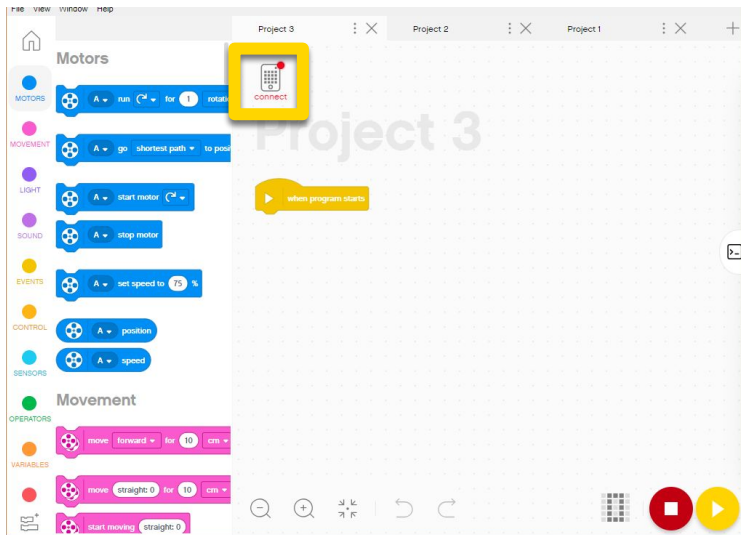 File View Window Help
Project 3
Project 2
Project 1
MOTORS
MOVEMENT
LIGHT
SOUND
EVENTS
CONTROL
SENSORS
OPERATORS
VARIABLES
Motors
A run for 1
A go shortest path to
A start motor
A stop motor
A set speed to 75 %
A position
A speed
Movement
move forward for 10 cm
move straight: 0 for 10 cm
start moving straight: 0
connect
Project 3
when program starts